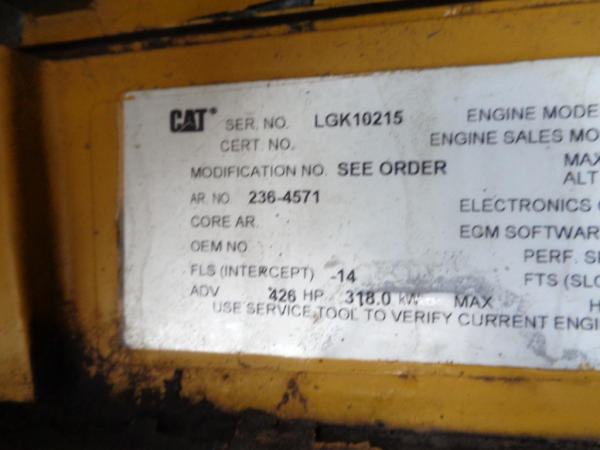 CAT SER. NO. LGK10215 ENGINE MODE
CERT. NO. ENGINE SALES MO
MODIFICATION NO. SEE ORDER MAX
ALT
AR. NO. 236-4571
ELECTRONICS
CORE AR.
ECM SOFTWAR
OEM NO
PERF. S
FLS (INTERCEPT) -14 FTS (SLO
ADV 426 HP 318.0 kW MAX H
USE SERVICE TOOL TO VERIFY CURRENT ENGI